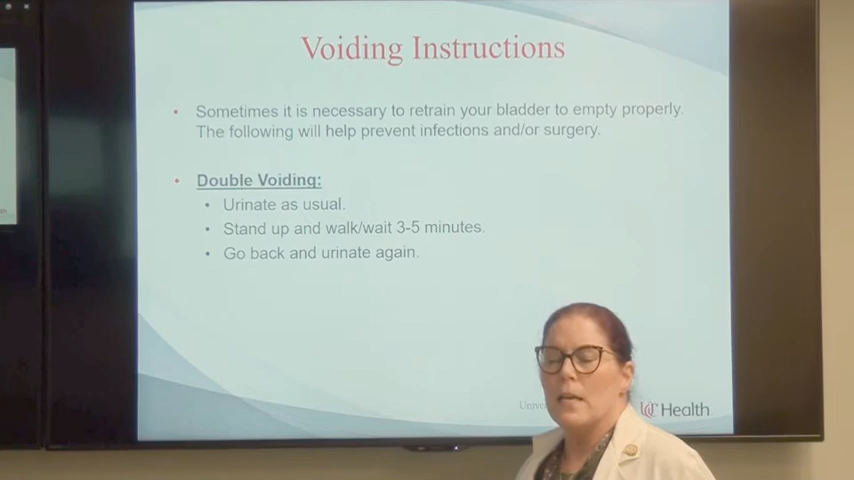 Voiding Instructions
• Sometimes it is necessary to retrain your bladder to empty properly.
The following will help prevent infections and/or surgery.
• Double Voiding:
• Urinate as usual.
• Stand up and walk/wait 3-5 minutes.
• Go back and urinate again.
UC Health